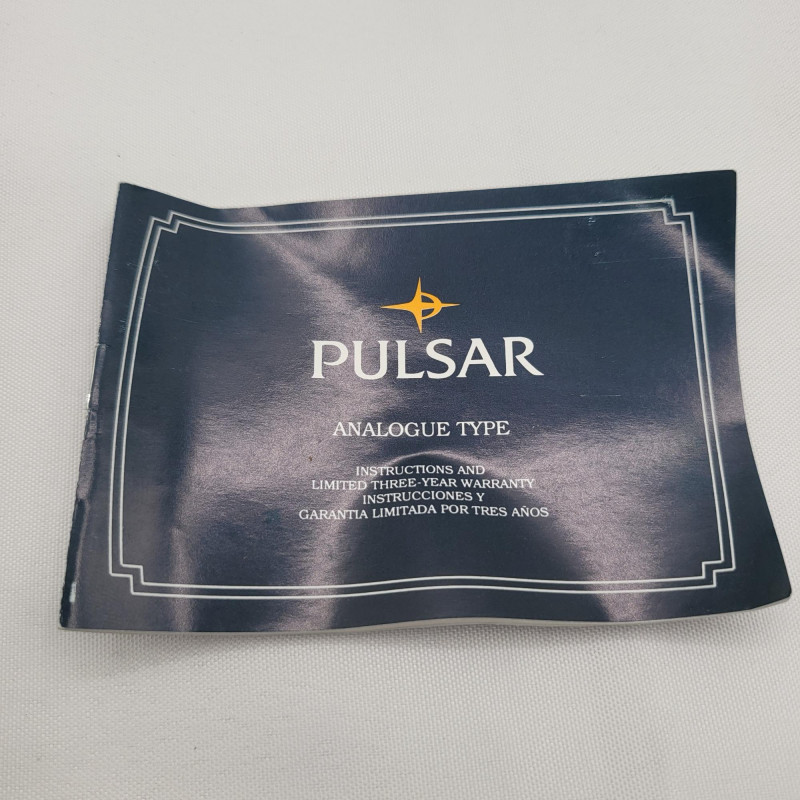 PULSAR
ANALOGUE TYPE
INSTRUCTIONS AND
LIMITED THREE-YEAR WARRANTY
INSTRUCCIONES Y
GARANTIA LIMITADA POR TRES AÑOS